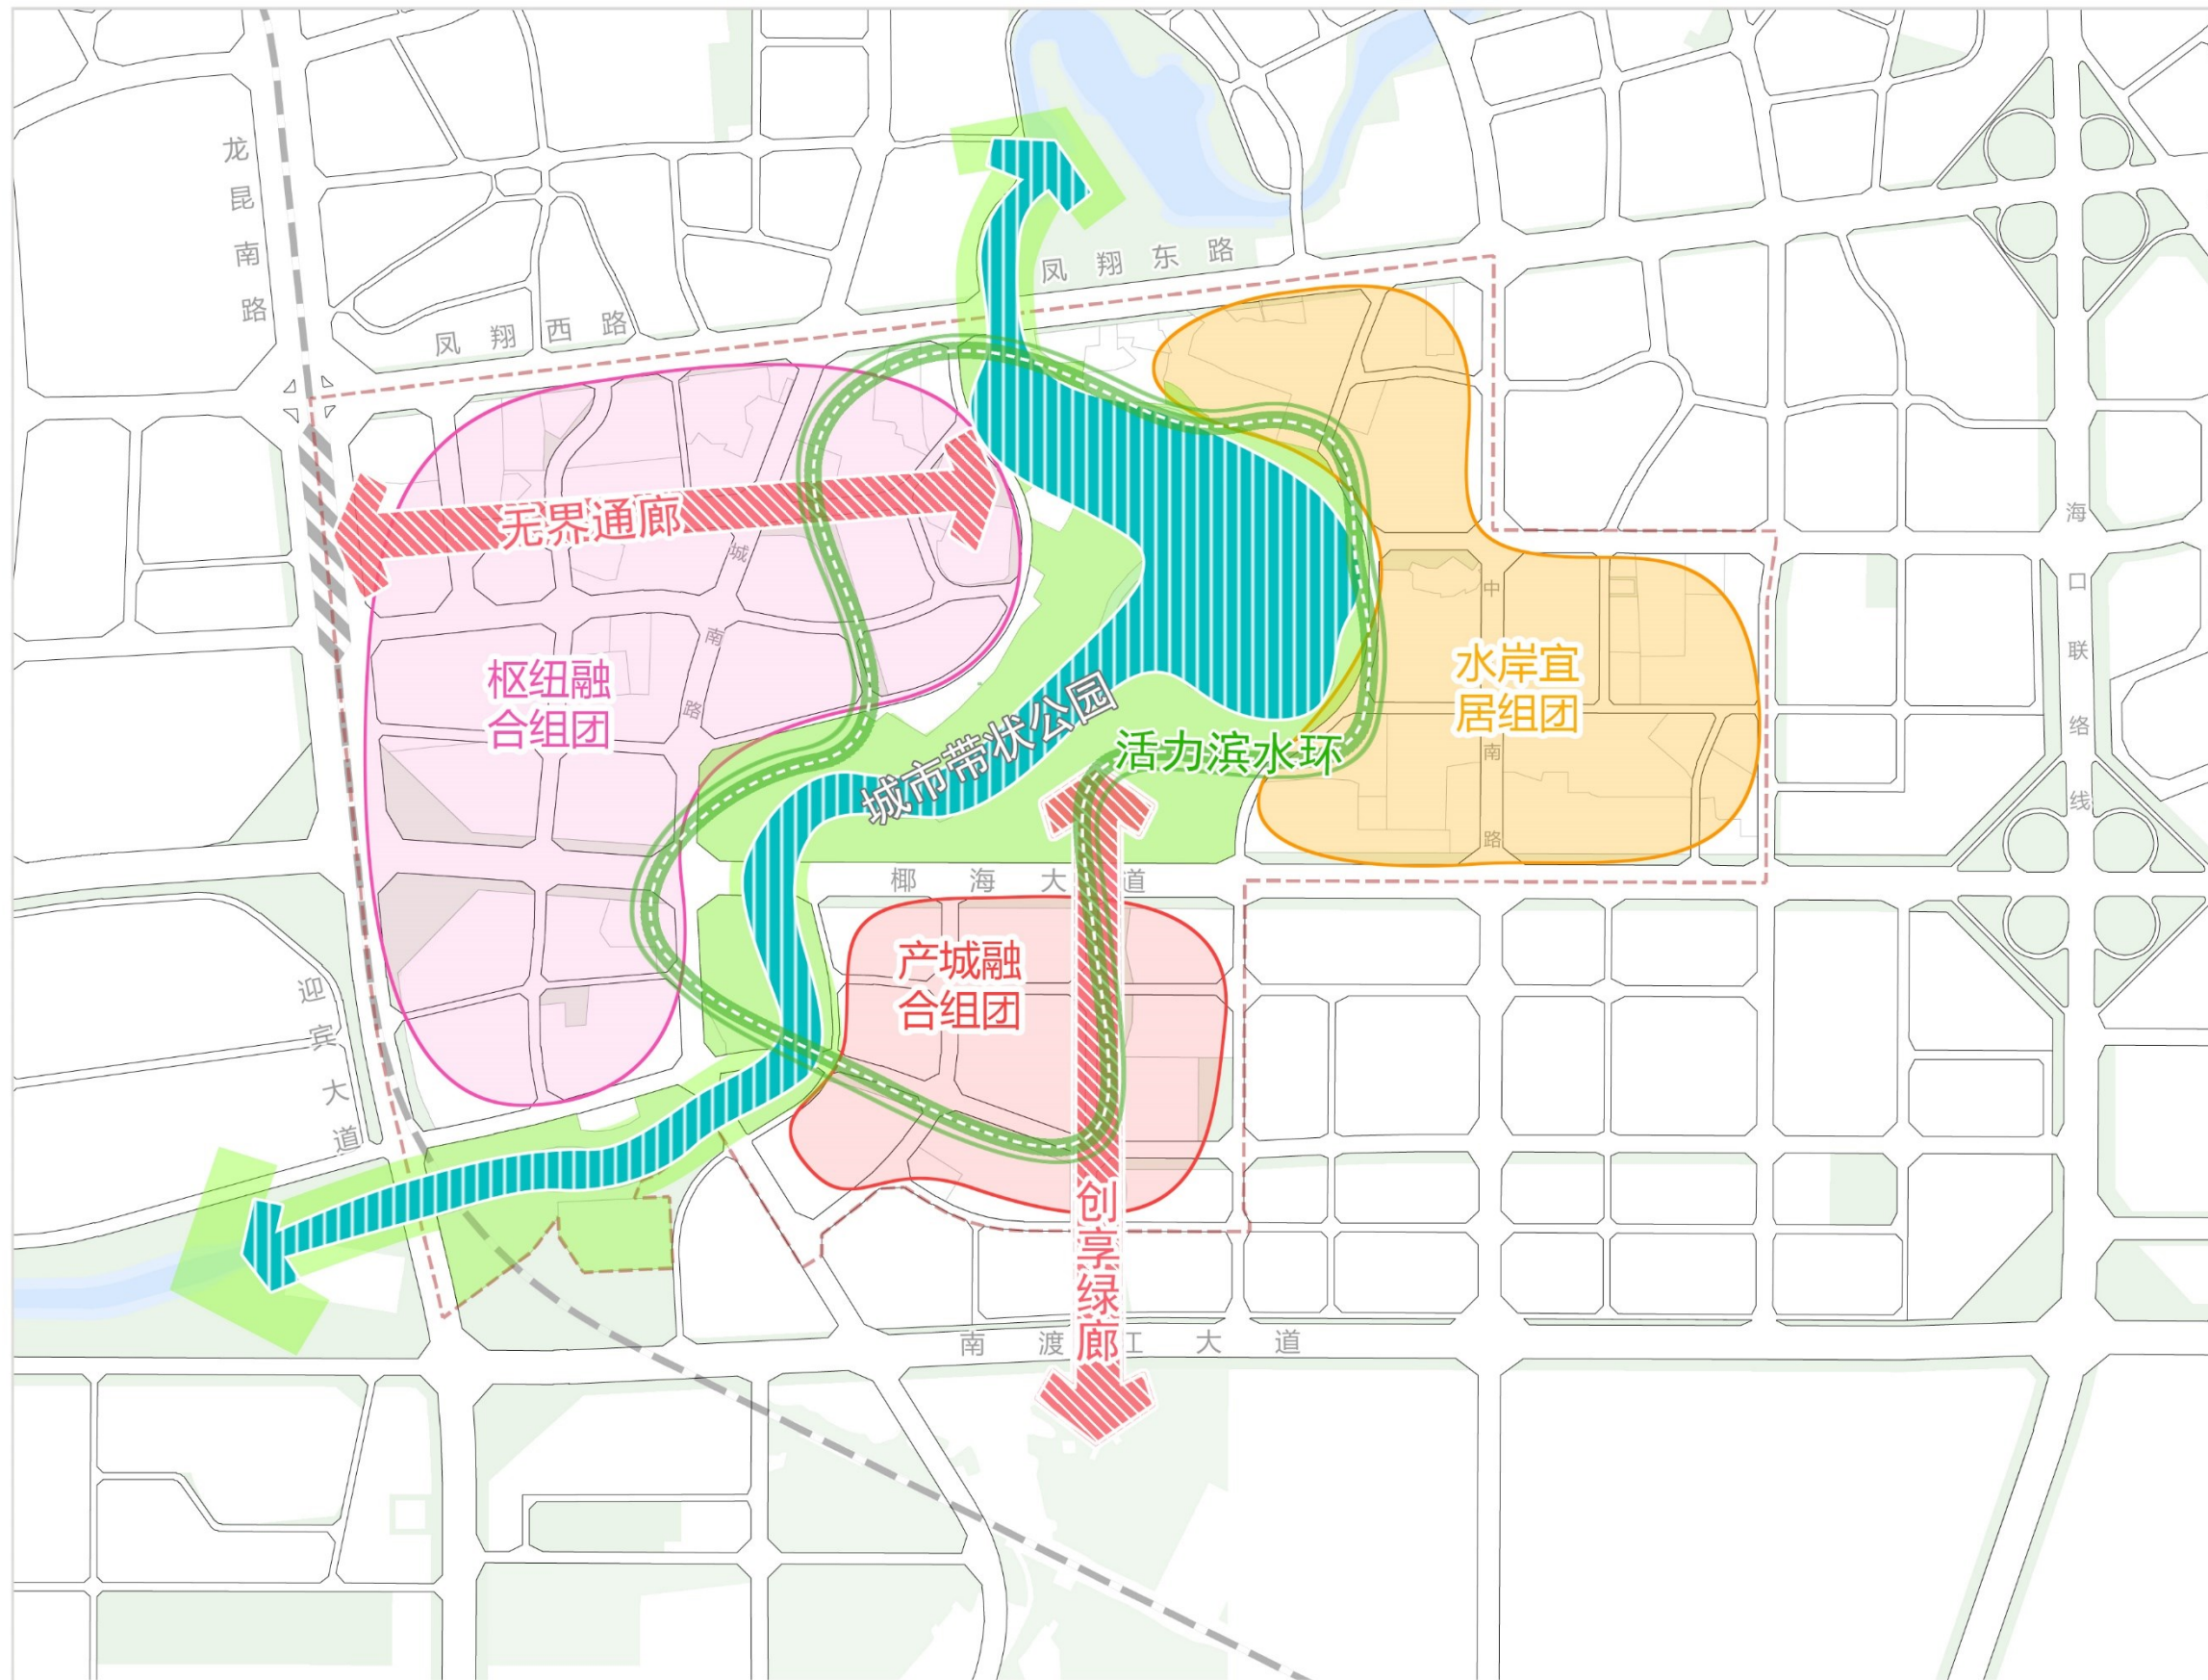 龙昆南路
凤翔东路
凤翔西路
无界通廊
城南路
海口联络线
中南路
枢纽融
合组团
水岸宜
居组团
城市带状公园
活力滨水环
椰海大道
产城融
合组团
迎宾大道
创享绿廊
南渡江大道